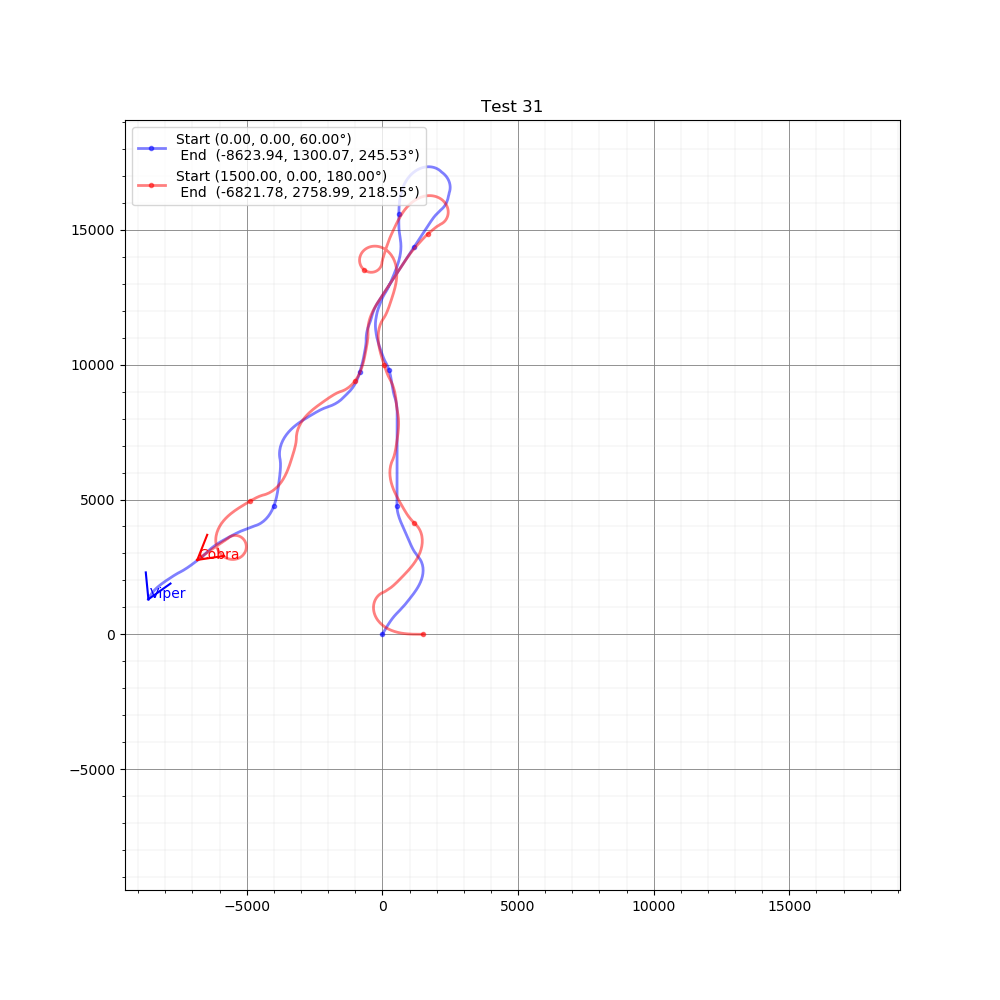 Test 31
Start (0.00, 0.00, 60.00°)
End (-8623.94, 1300.07, 245.53°)
Start (1500.00, 0.00, 180.00°)
End (-6821.78, 2758.99, 218.55°)
15000
10000
5000
0
−5000
Cobra
Viper
−5000 0 5000 10000 15000